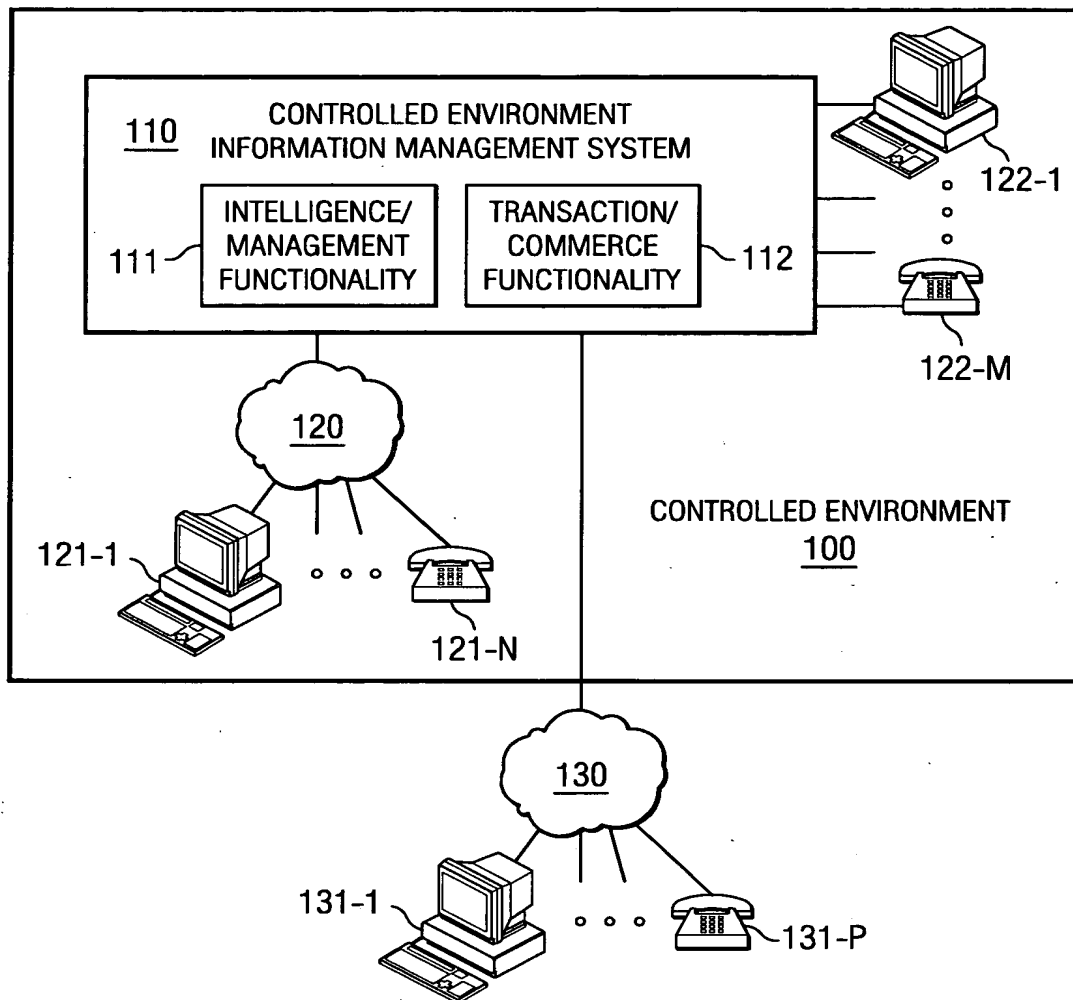 CONTROLLED ENVIRONMENT
110 INFORMATION MANAGEMENT SYSTEM
INTELLIGENCE/
MANAGEMENT
FUNCTIONALITY
111
TRANSACTION/
COMMERCE
FUNCTIONALITY
112
122-1
122-M
120
121-1
121-N
CONTROLLED ENVIRONMENT
100
130
131-1
131-P